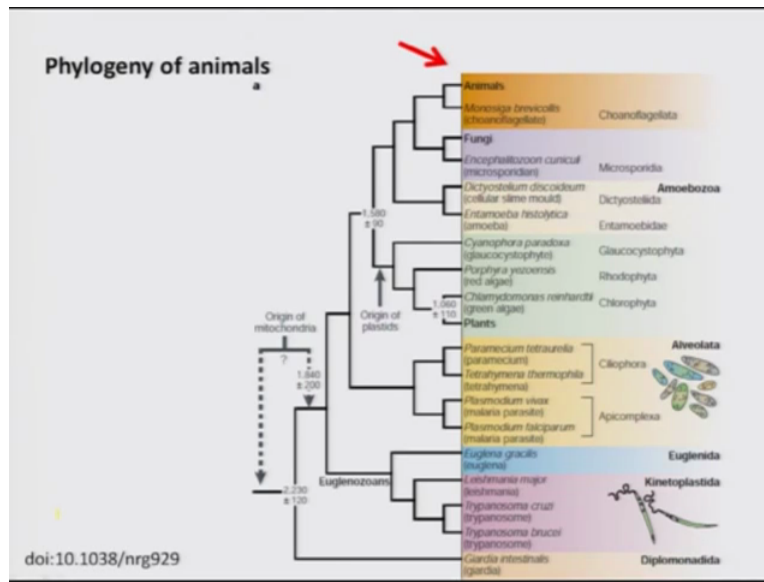 Phylogeny of animals
a
Animals
Monosiga brevicollis
(choanoflagellate)
Choanoflagellata
Fungi
Encephalitozoon cuniculi
(microsporidian)
Microsporidia
Amoebozoa
Dictyostelium discoideum
(cellular slime mould)
Dictyosteliida
Entamoeba histolytica
(amoeba)
Entamoebidae
1,580
±90
Cyanophora paradoxa
(glaucocystophyte)
Glaucocystophyta
Porphyra yezoensis
(red algae)
Rhodophyta
Chlamydomonas reinhardtii
(green algae)
Chlorophyta
1,060
±110
Plants
Origin of
plastids
Origin of
mitochondria
?
1,840
±200
Alveolata
Paramecium tetraurelia
(paramecium)
Ciliophora
Tetrahymena thermophila
(tetrahymena)
Plasmodium vivax
(malaria parasite)
Apicomplexa
Plasmodium falciparum
(malaria parasite)
Euglena gracilis
(euglena)
Euglenida
Euglenozoans
Leishmania major
(leishmania)
Kinetoplastida
Trypanosoma cruzi
(trypanosome)
Trypanosoma brucei
(trypanosome)
2,230
±120
Giardia intestinalis
(giardia)
Diplomonadida
doi:10.1038/nrg929